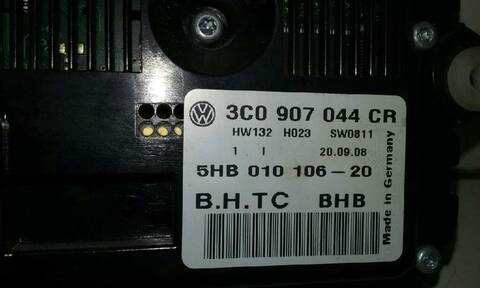 3C0 907 044 CR
HW132 H023 SW0811
1 I 20.09.08
5HB 010 106-20
B.H.TC BHB
Made in Germany